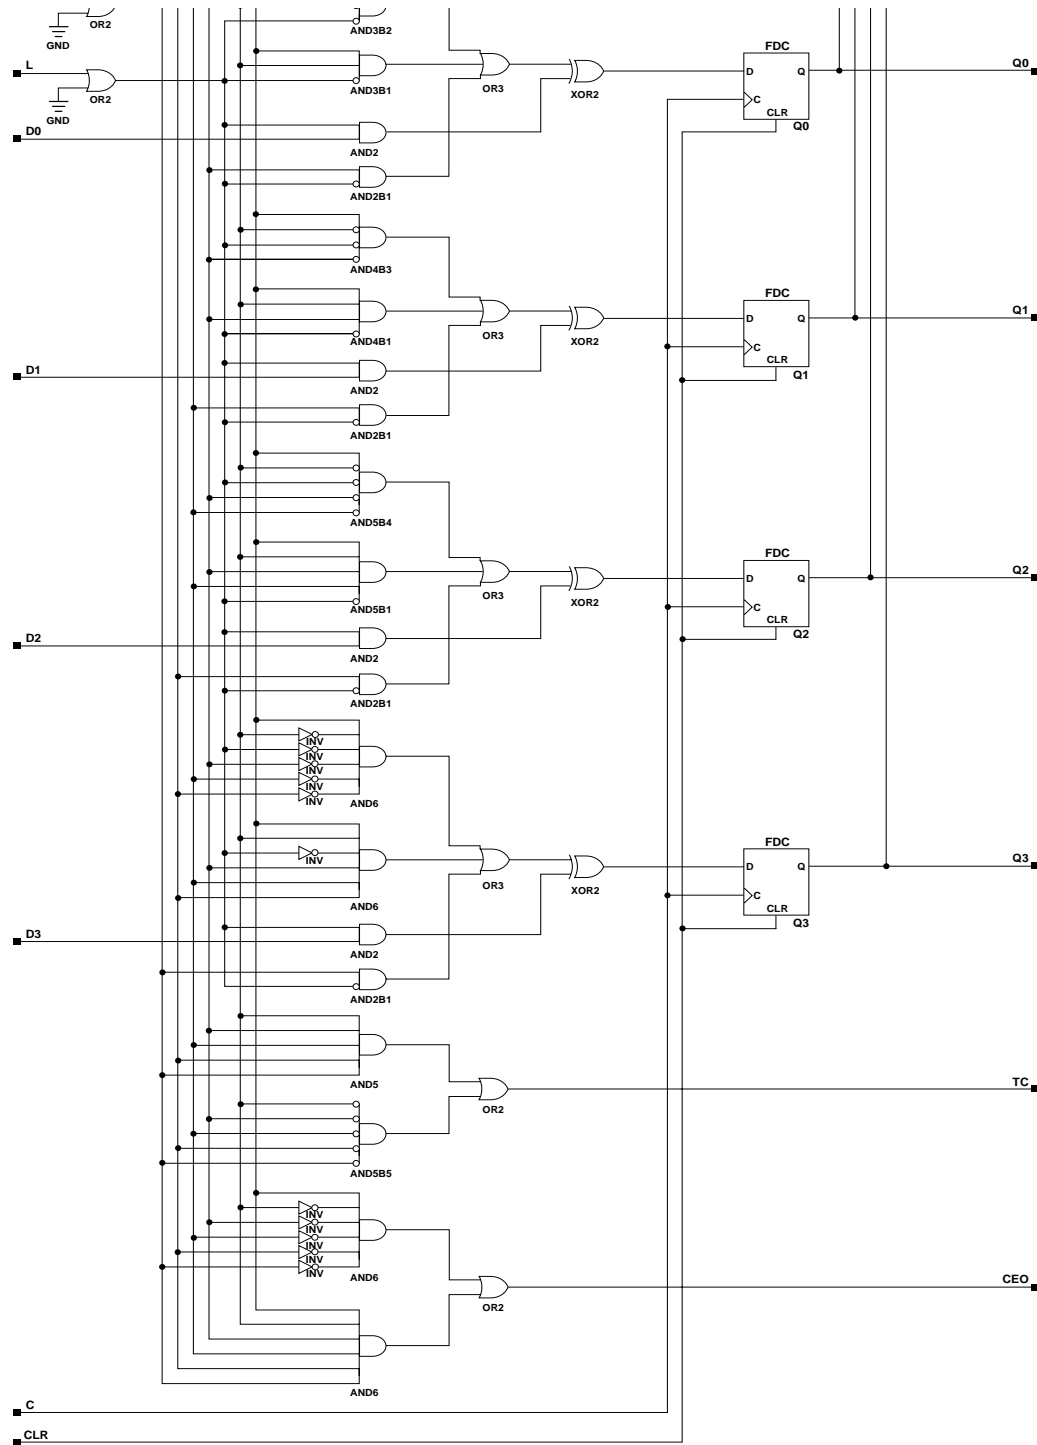 OR2
GND
AND3B2
L
OR2
GND
AND3B1
OR3
XOR2
FDC
D
Q
C
CLR
Q0
Q0
D0
AND2
AND2B1
AND4B3
AND4B1
OR3
XOR2
FDC
D
Q
C
CLR
Q1
Q1
D1
AND2
AND2B1
AND5B4
AND5B1
OR3
XOR2
FDC
D
Q
C
CLR
Q2
Q2
D2
AND2
AND2B1
INV
INV
INV
INV
INV
AND6
INV
AND6
OR3
XOR2
FDC
D
Q
C
CLR
Q3
Q3
D3
AND2
AND2B1
AND5
OR2
TC
AND5B5
INV
INV
INV
INV
INV
AND6
OR2
CEO
AND6
C
CLR